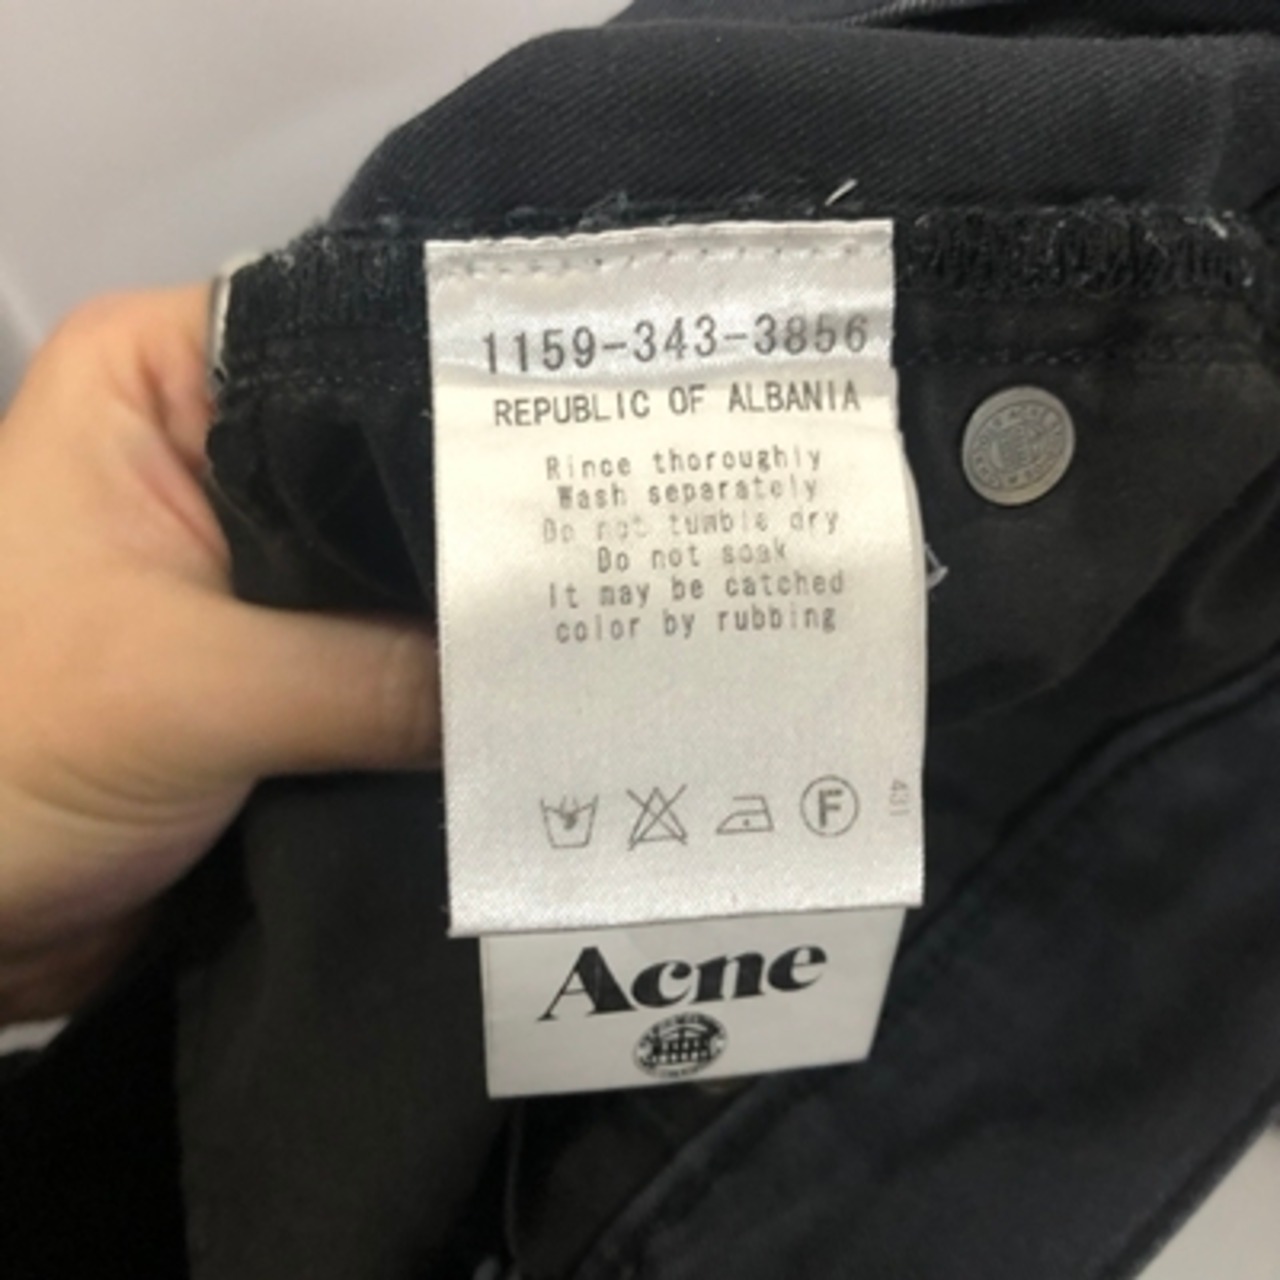 1159-343-3856
REPUBLIC OF ALBANIA
Rince thoroughly
Wash separately
Do not tumble dry
Do not soak
It may be catched
color by rubbing
F
431
Acne